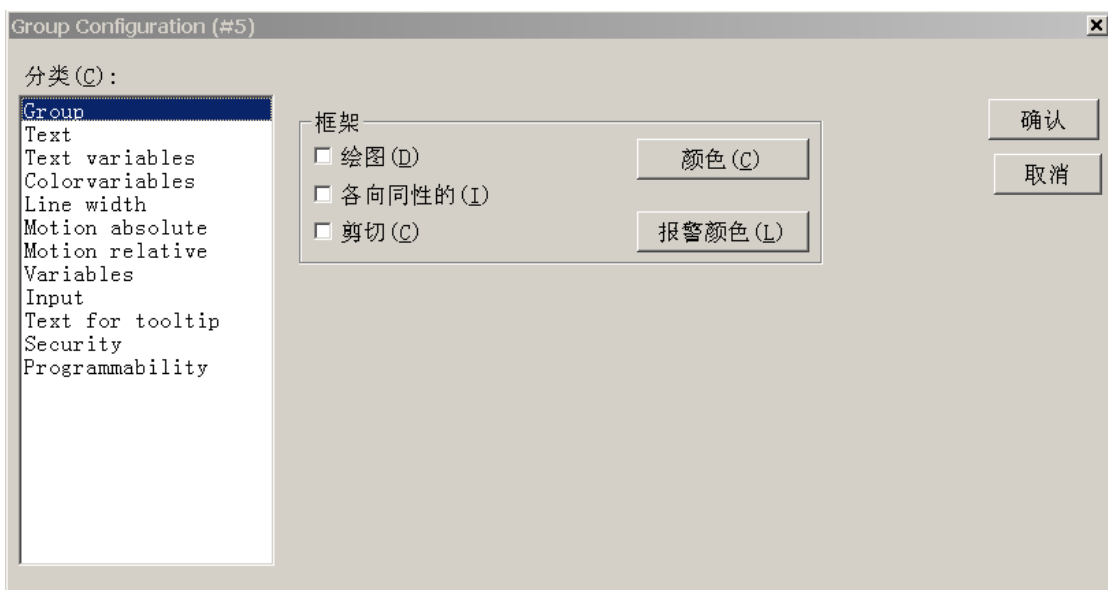 Group Configuration (#5)
分类(C):
Group
Text
Text variables
Colorvariables
Line width
Motion absolute
Motion relative
Variables
Input
Text for tooltip
Security
Programmability
框架
绘图(D)
颜色(C)
各向同性的(I)
剪切(C)
报警颜色(L)
确认
取消